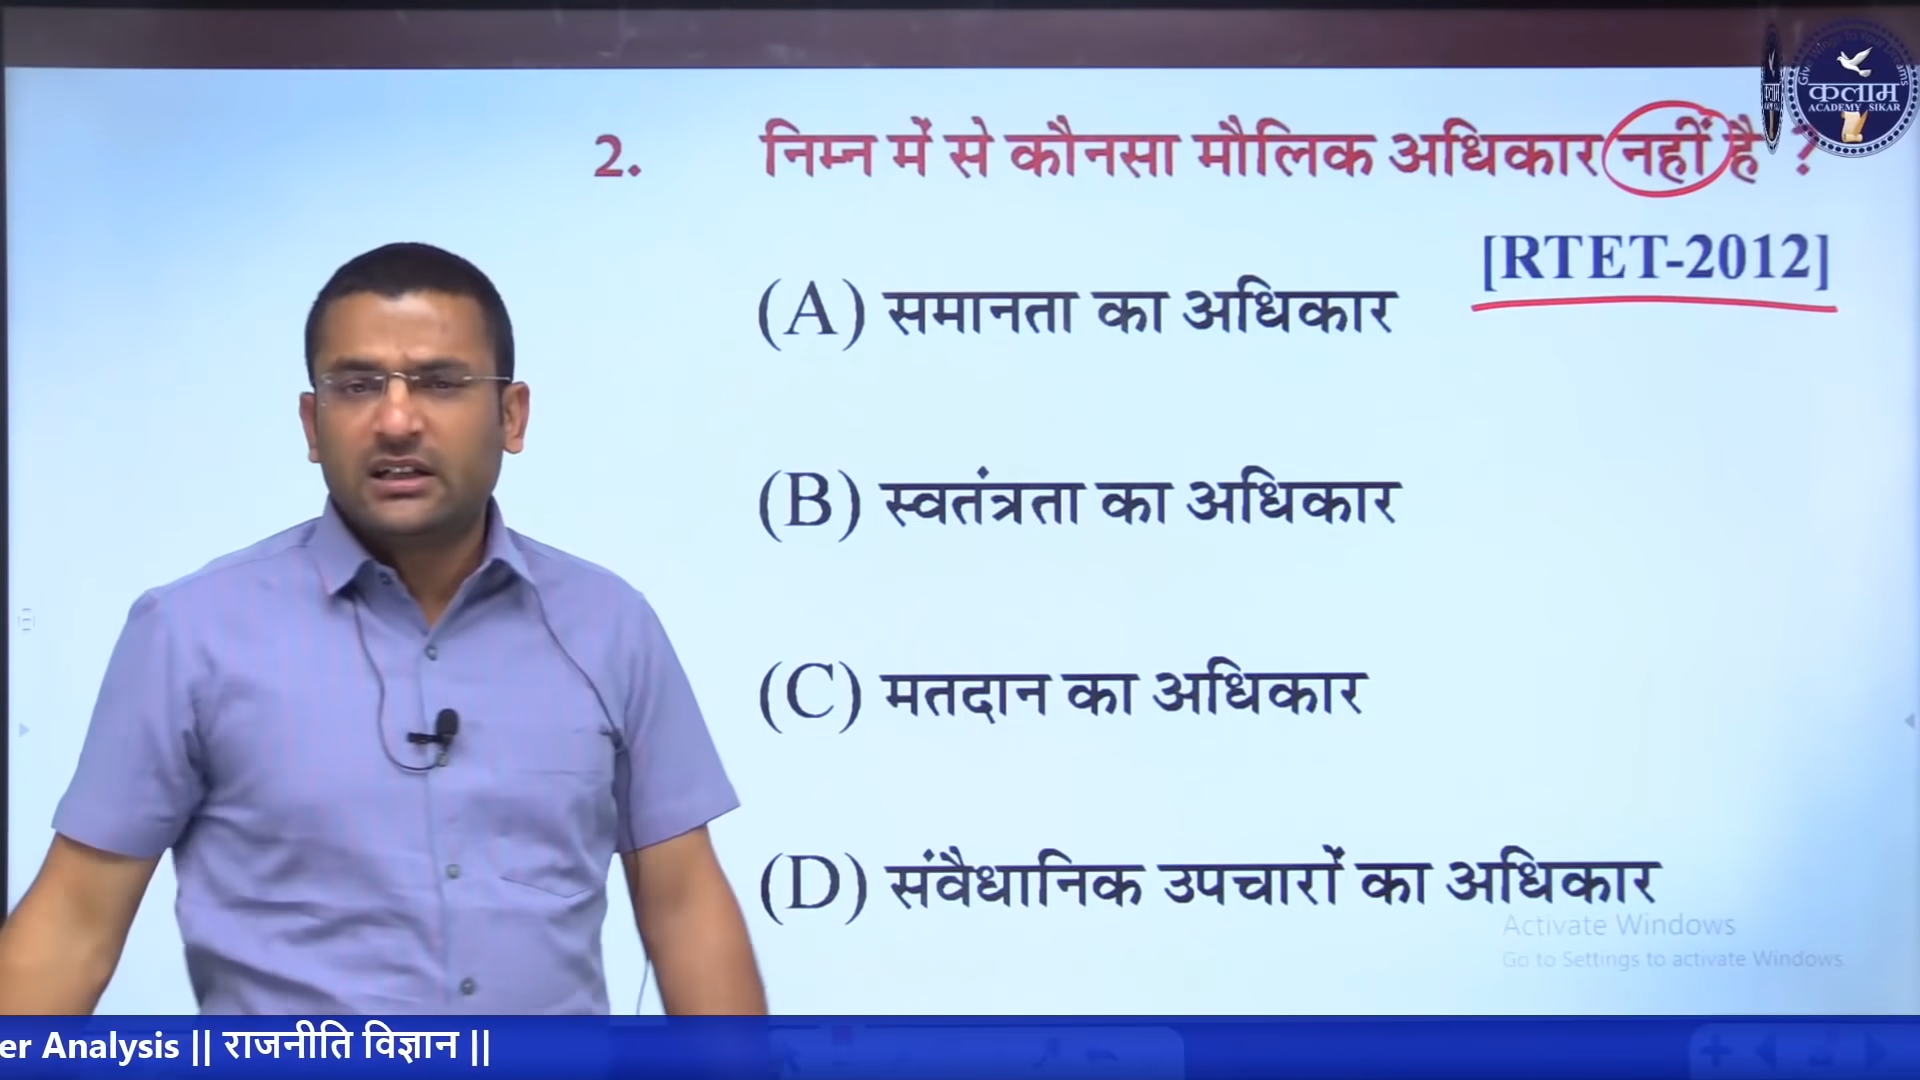 2. निम्न में से कौनसा मौलिक अधिकार नहीं है ?
[RTET-2012]
(A) समानता का अधिकार
(B) स्वतंत्रता का अधिकार
(C) मतदान का अधिकार
(D) संवैधानिक उपचारों का अधिकार
Activate Windows
Go to Settings to activate Windows.
कलाम
ACADEMY SIKAR
er Analysis || राजनीति विज्ञान ||